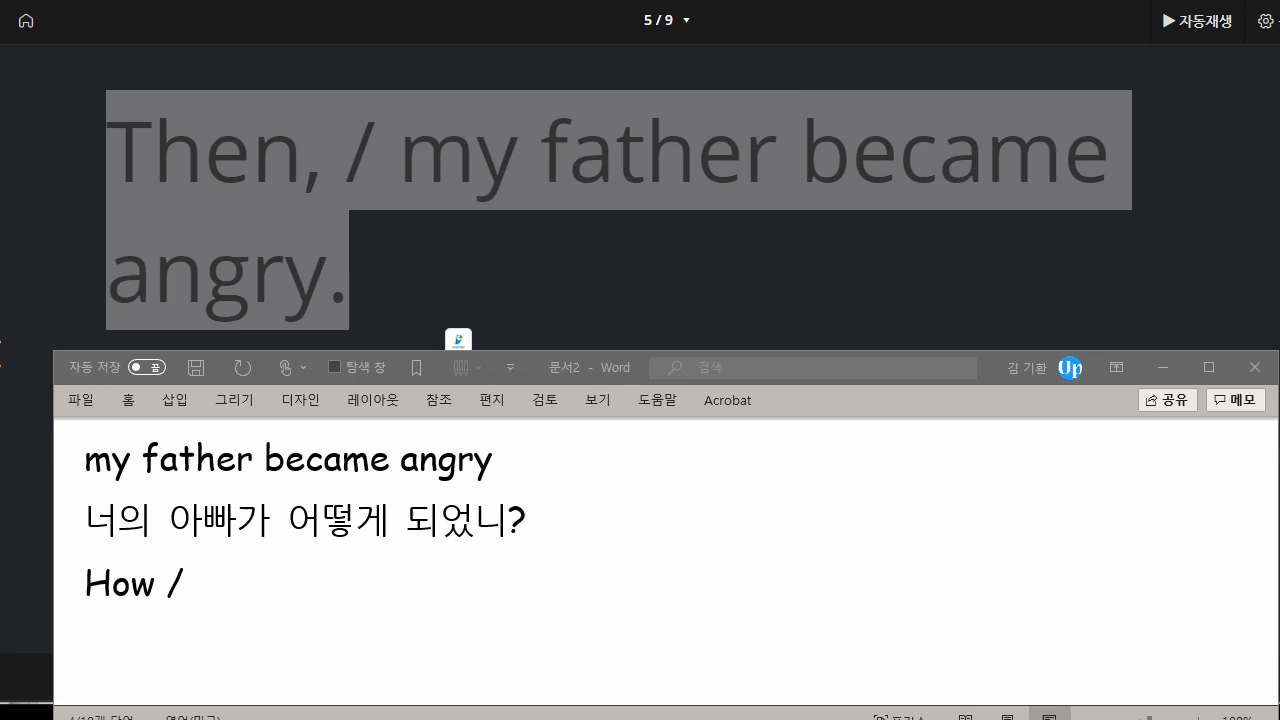 5 / 9
▶ 자동재생
Then, / my father became
angry.
자동 저장 끔 탐색 창 문서2 - Word 검색 김 기환 Up
파일 홈 삽입 그리기 디자인 레이아웃 참조 편지 검토 보기 도움말 Acrobat 공유 메모
my father became angry
너의 아빠가 어떻게 되었니?
How /